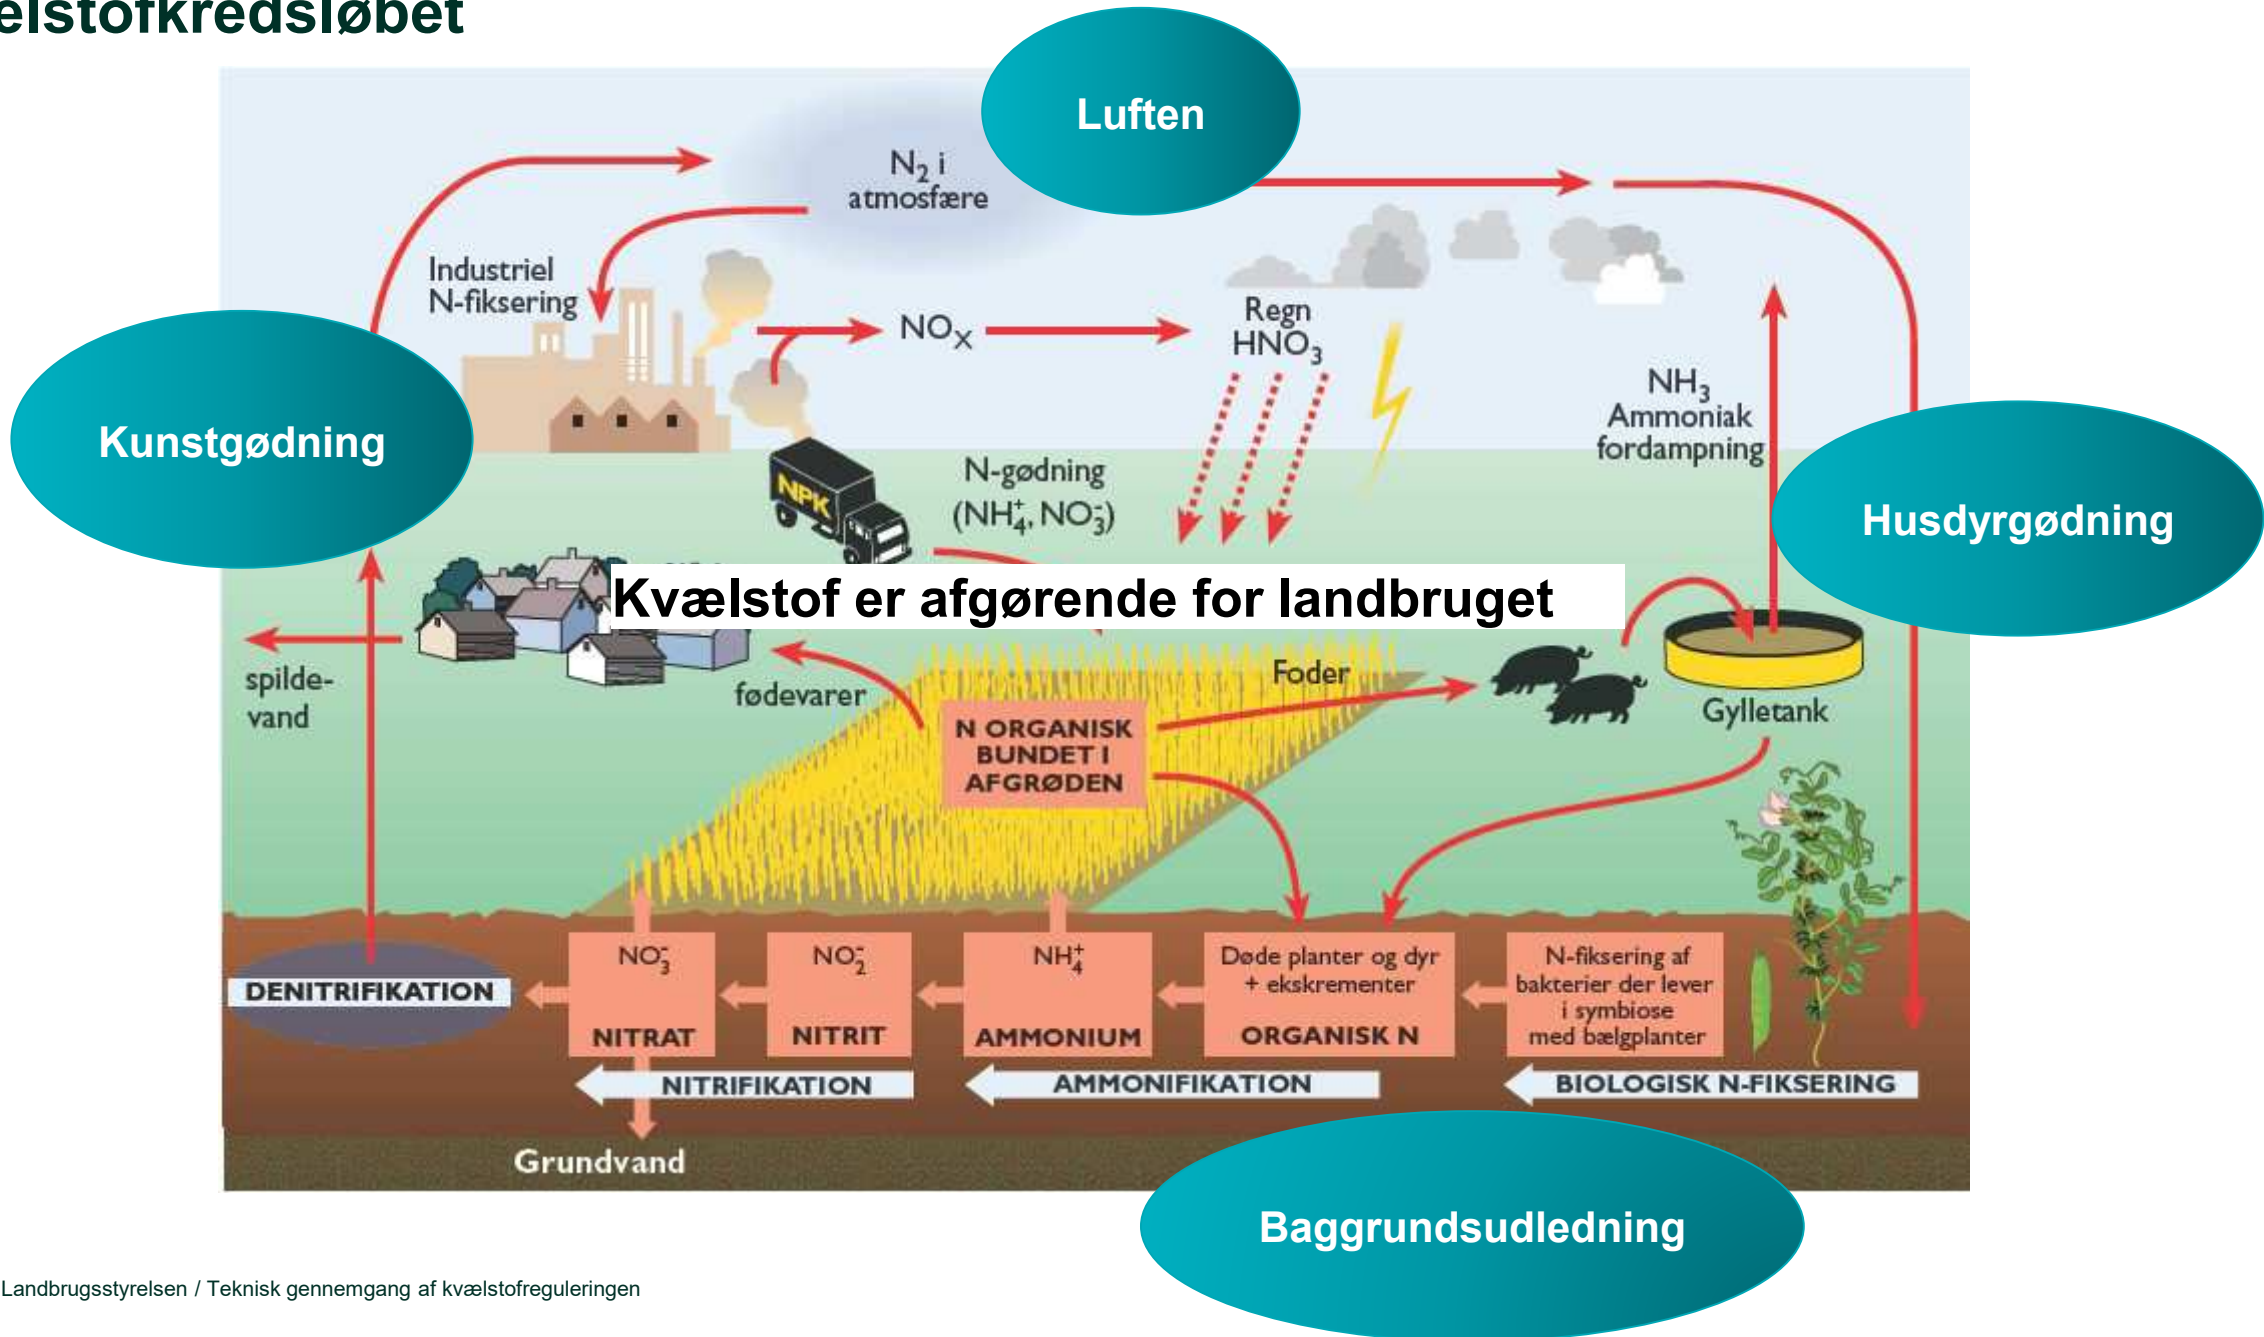 elstofkredsløbet
Luften
N₂ i
atmosfære
Industriel
N-fiksering
NOx
Regn
HNO₃
NH₃
Ammoniak
fordampning
Kunstgødning
Husdyrgødning
NPK
N-gødning
(NH₄⁺, NO₃⁻)
Kvælstof er afgørende for landbruget
spilde-
vand
fødevarer
Foder
Gylletank
N ORGANISK
BUNDET I
AFGRØDEN
DENITRIFIKATION
NO₃⁻
NITRAT
NO₂⁻
NITRIT
NH₄⁺
AMMONIUM
Døde planter og dyr
+ ekskrementer
ORGANISK N
N-fiksering af
bakterier der lever
i symbiose
med bælgplanter
NITRIFIKATION
AMMONIFIKATION
BIOLOGISK N-FIKSERING
Grundvand
Baggrundsudledning
Landbrugsstyrelsen / Teknisk gennemgang af kvælstofreguleringen